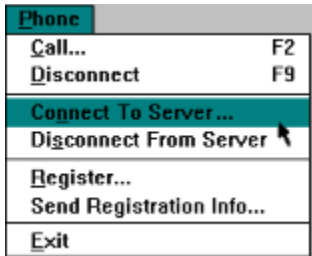 Phone
Call... F2
Disconnect F9
Connect To Server...
Disconnect From Server
Register...
Send Registration Info...
Exit